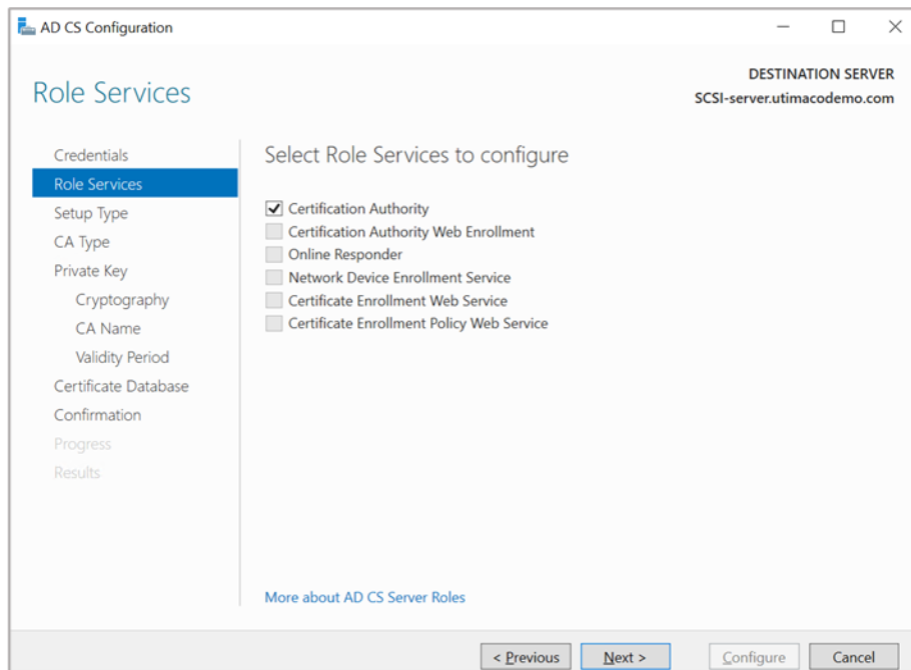 AD CS Configuration
DESTINATION SERVER
SCSI-server.utimacodemo.com
Role Services
Credentials
Role Services
Setup Type
CA Type
Private Key
Cryptography
CA Name
Validity Period
Certificate Database
Confirmation
Progress
Results
Select Role Services to configure
Certification Authority
Certification Authority Web Enrollment
Online Responder
Network Device Enrollment Service
Certificate Enrollment Web Service
Certificate Enrollment Policy Web Service
More about AD CS Server Roles
< Previous
Next >
Configure
Cancel